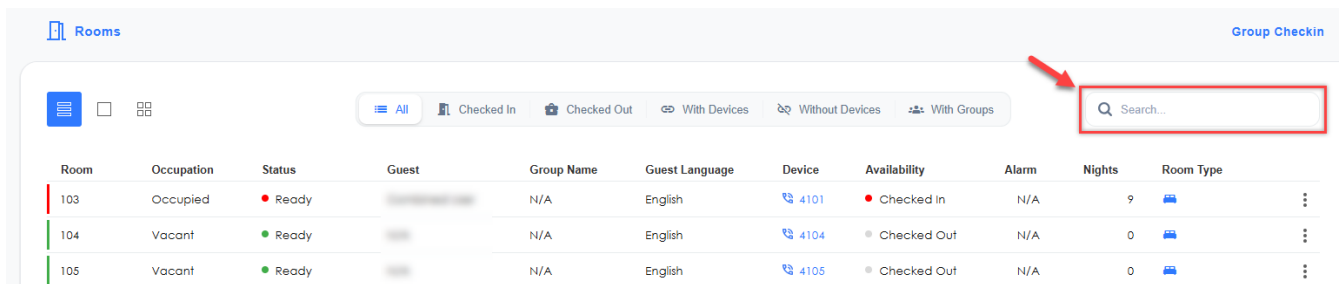 Rooms Group Checkin
All Checked In Checked Out With Devices Without Devices With Groups Search...
Room Occupation Status Guest Group Name Guest Language Device Availability Alarm Nights Room Type
103 Occupied Ready N/A English 4101 Checked In N/A 9
104 Vacant Ready N/A English 4104 Checked Out N/A 0
105 Vacant Ready N/A English 4105 Checked Out N/A 0